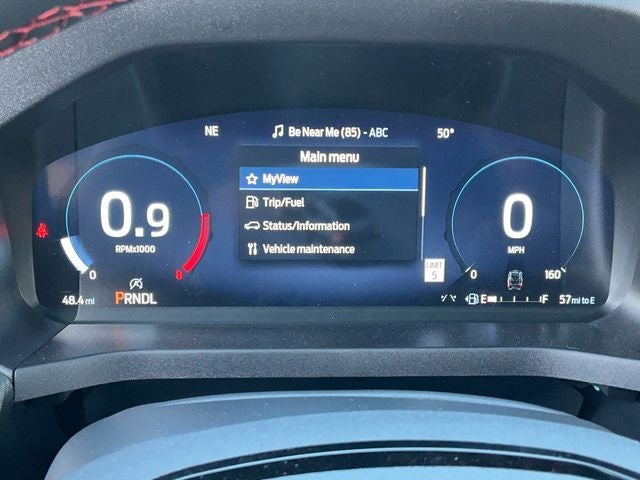 NE
Be Near Me (85) - ABC
50°
Main menu
MyView
Trip/Fuel
Status/Information
Vehicle maintenance
0.9
RPMx1000
0
8
0
MPH
0
160
LIMIT
5
48.4 mi
PRNDL
E F
57 mi to E